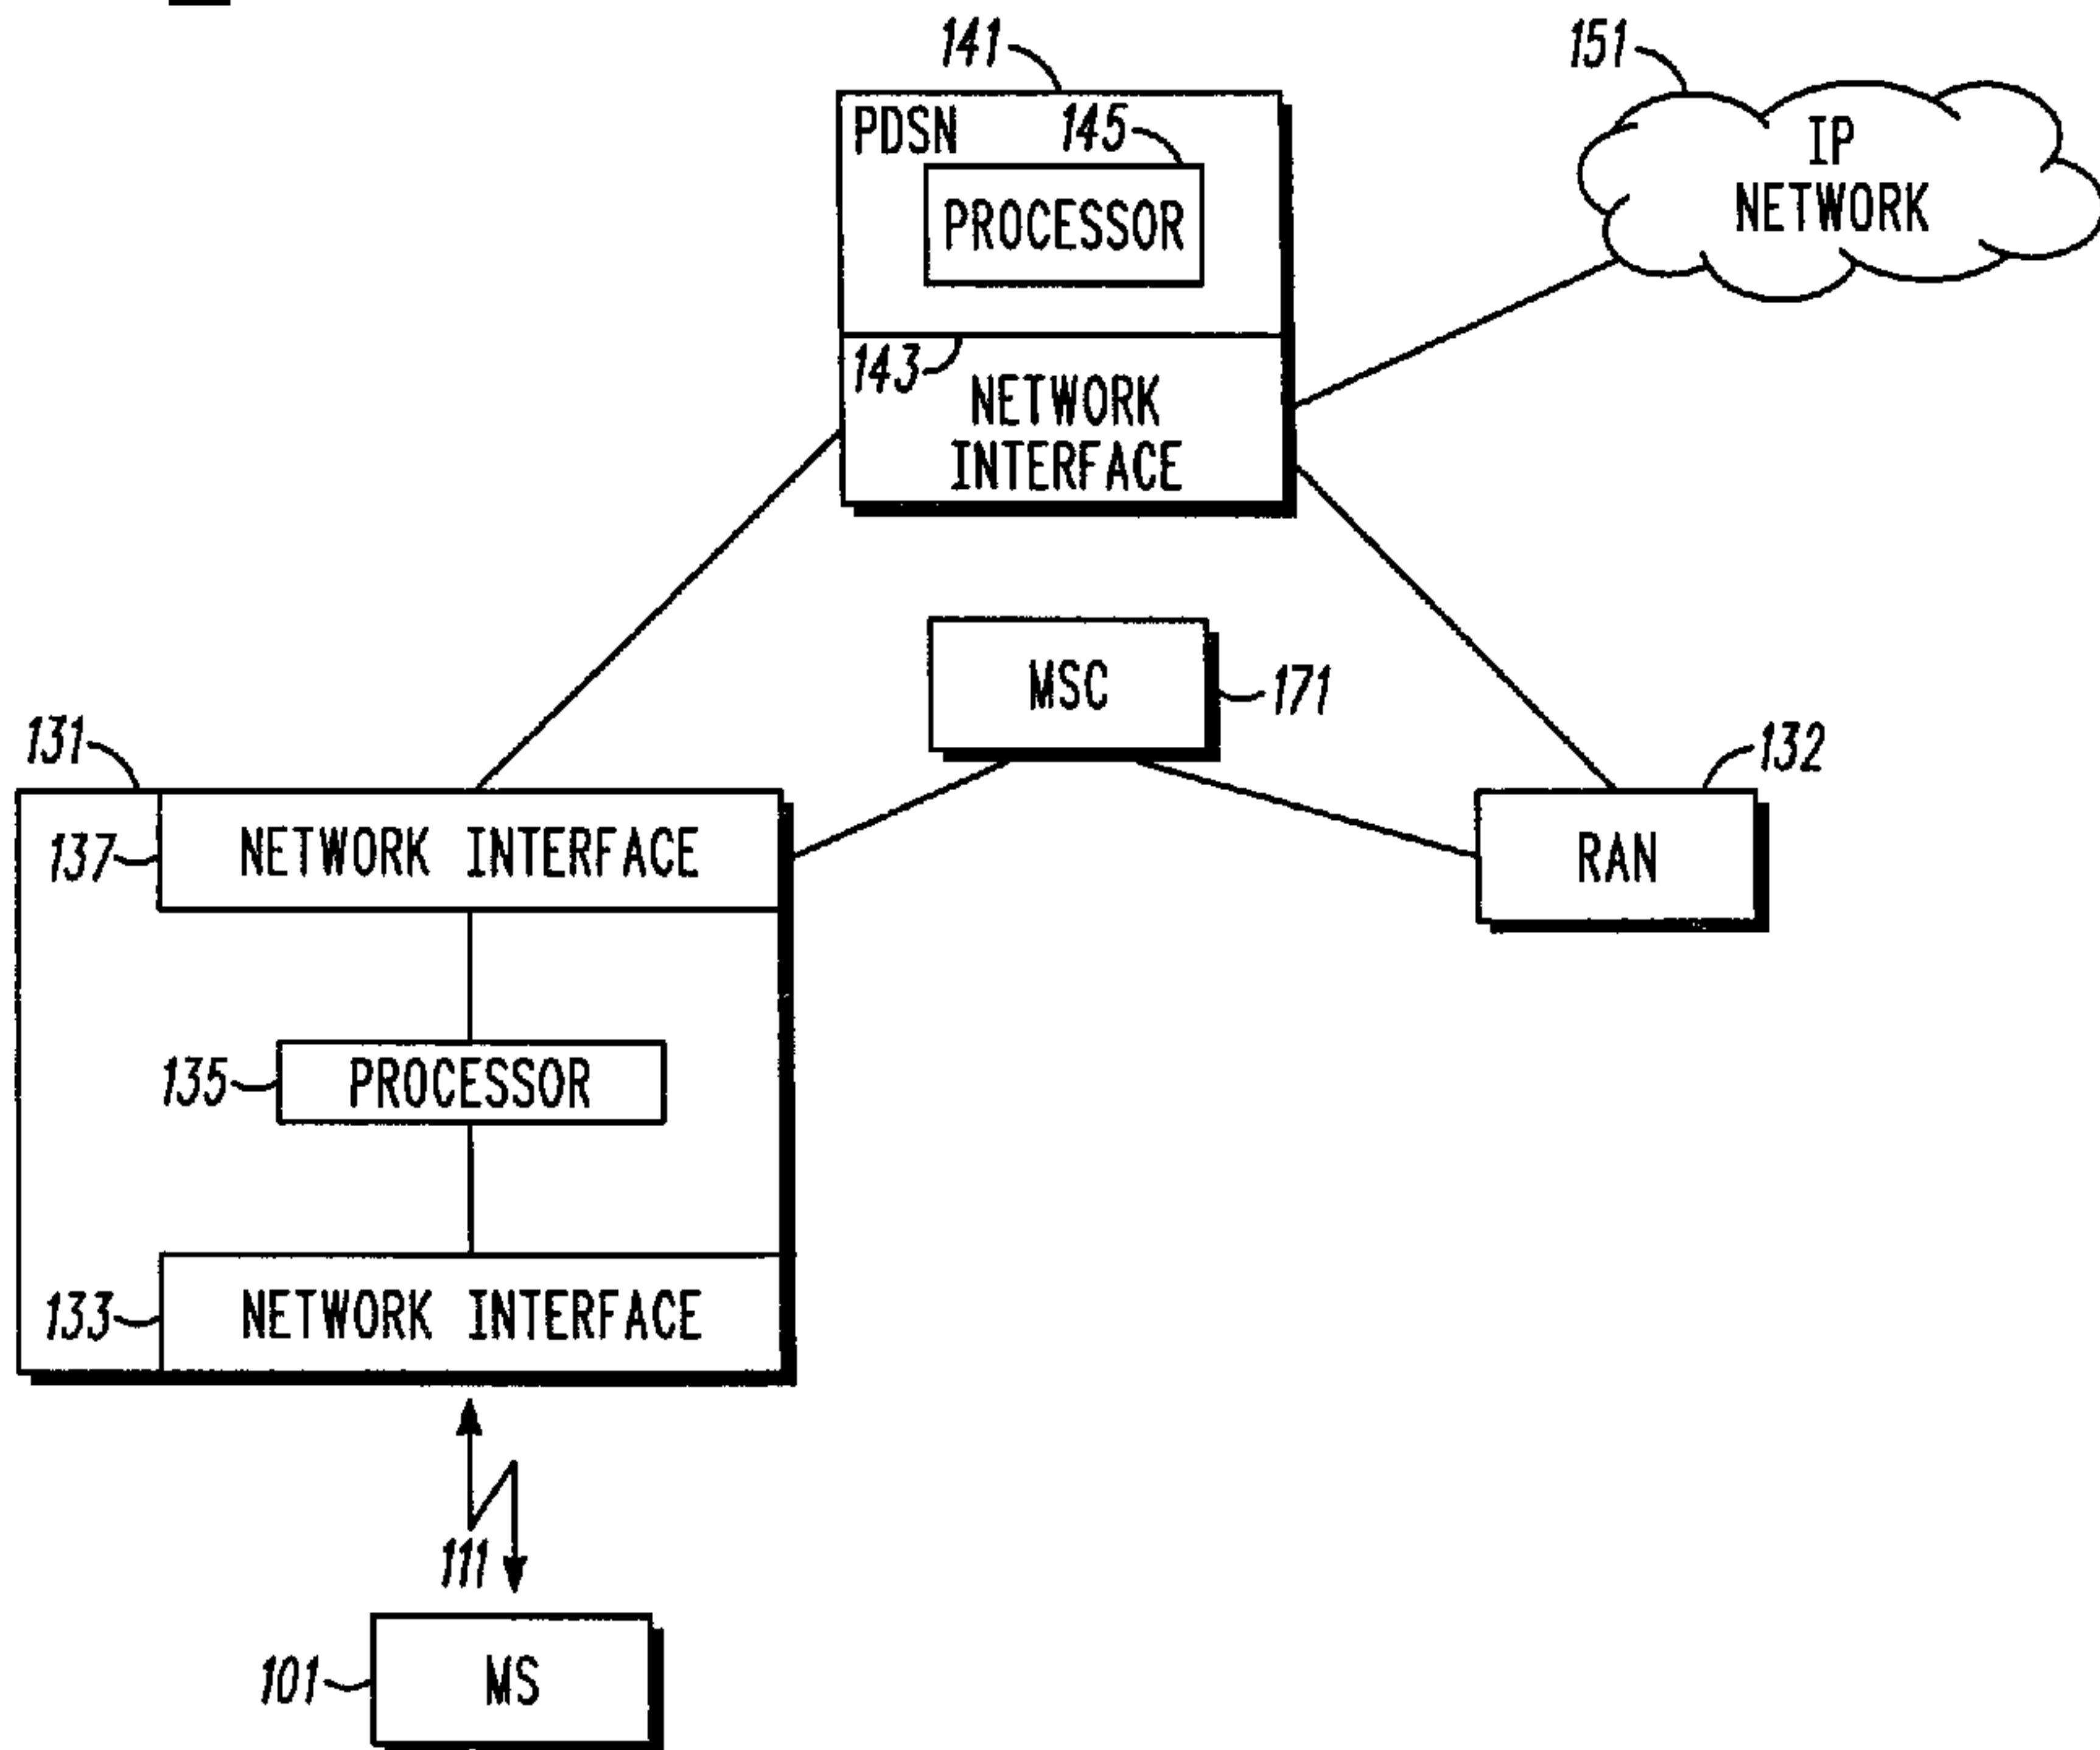 141
151
PDSN
145
PROCESSOR
IP
NETWORK
143
NETWORK
INTERFACE
MSC
171
131
132
137
NETWORK INTERFACE
RAN
135
PROCESSOR
133
NETWORK INTERFACE
111
101
MS